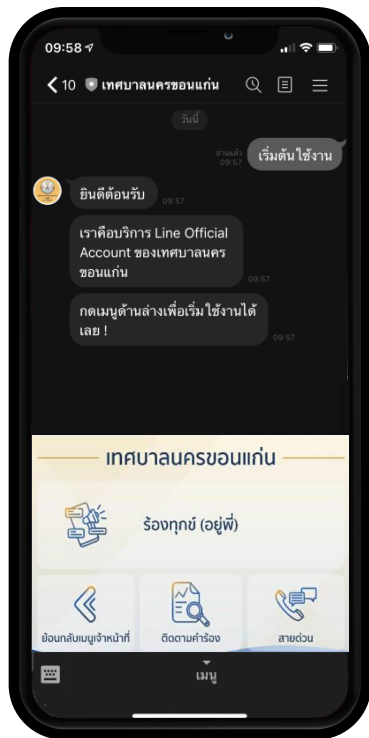 09:58
10 เทศบาลนครขอนแก่น
วันนี้
อ่านแล้ว
09:57
เริ่มต้นใช้งาน
ยินดีต้อนรับ
09:57
เราคือบริการ Line Official
Account ของเทศบาลนคร
ขอนแก่น
09:57
กดเมนูด้านล่างเพื่อเริ่มใช้งานได้
เลย !
09:57
เทศบาลนครขอนแก่น
ร้องทุกข์ (อยู่พี่)
ย้อนกลับเมนูเจ้าหน้าที่
ติดตามคำร้อง
สายด่วน
เมนู